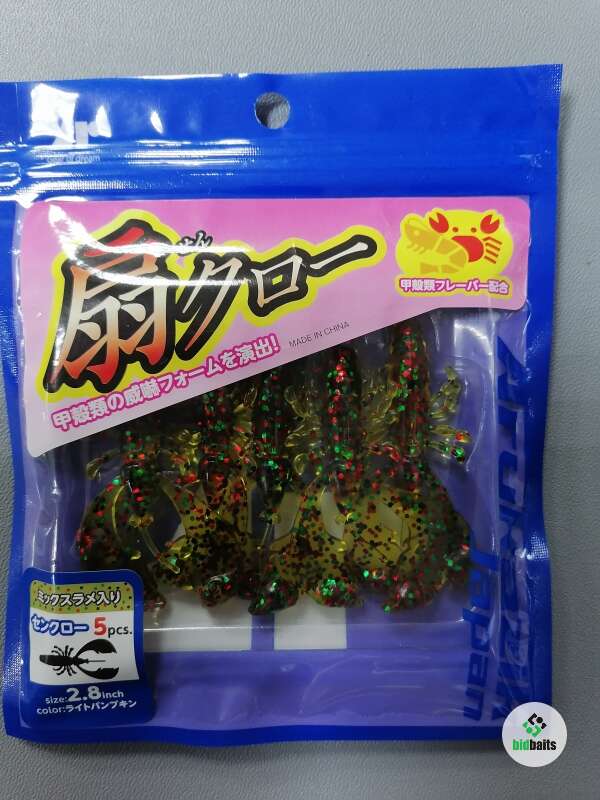 dream
扇クロー
せん
甲殻類フレーバー配合
MADE IN CHINA
甲殻類の威嚇フォームを演出!
Japan
ミックスラメ入り
センクロー 5pcs.
size:2.8inch
color:ライトパンプキン
bidbaits